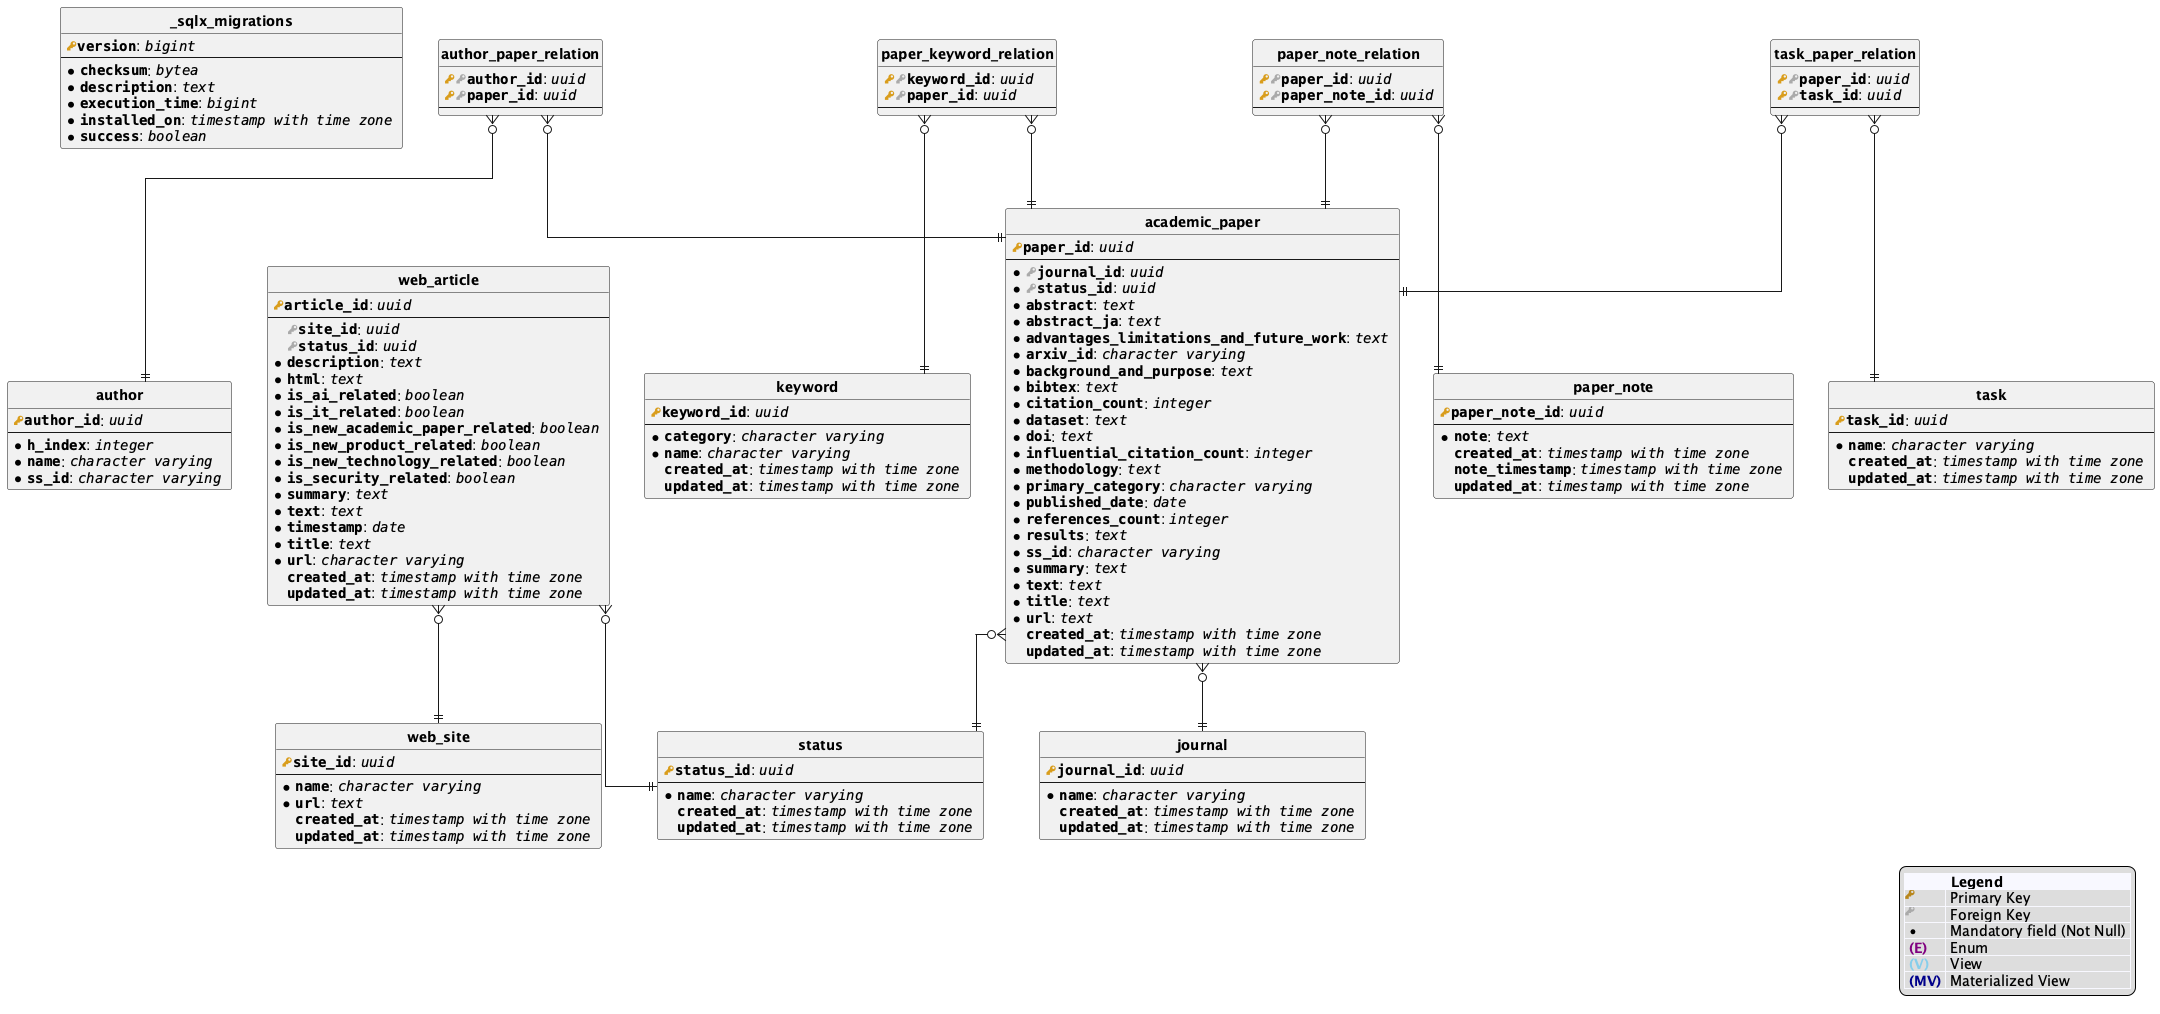 _sqlx_migrations
version: bigint
checksum: bytea
description: text
execution_time: bigint
installed_on: timestamp with time zone
success: boolean
author_paper_relation
author_id: uuid
paper_id: uuid
paper_keyword_relation
keyword_id: uuid
paper_id: uuid
paper_note_relation
paper_id: uuid
paper_note_id: uuid
task_paper_relation
paper_id: uuid
task_id: uuid
web_article
article_id: uuid
site_id: uuid
status_id: uuid
description: text
html: text
is_ai_related: boolean
is_it_related: boolean
is_new_academic_paper_related: boolean
is_new_product_related: boolean
is_new_technology_related: boolean
is_security_related: boolean
summary: text
text: text
timestamp: date
title: text
url: character varying
created_at: timestamp with time zone
updated_at: timestamp with time zone
academic_paper
paper_id: uuid
journal_id: uuid
status_id: uuid
abstract: text
abstract_ja: text
advantages_limitations_and_future_work: text
arxiv_id: character varying
background_and_purpose: text
bibtex: text
citation_count: integer
dataset: text
doi: text
influential_citation_count: integer
methodology: text
primary_category: character varying
published_date: date
references_count: integer
results: text
ss_id: character varying
summary: text
text: text
title: text
url: text
created_at: timestamp with time zone
updated_at: timestamp with time zone
author
author_id: uuid
h_index: integer
name: character varying
ss_id: character varying
keyword
keyword_id: uuid
category: character varying
name: character varying
created_at: timestamp with time zone
updated_at: timestamp with time zone
paper_note
paper_note_id: uuid
note: text
created_at: timestamp with time zone
note_timestamp: timestamp with time zone
updated_at: timestamp with time zone
task
task_id: uuid
name: character varying
created_at: timestamp with time zone
updated_at: timestamp with time zone
web_site
site_id: uuid
name: character varying
url: text
created_at: timestamp with time zone
updated_at: timestamp with time zone
status
status_id: uuid
name: character varying
created_at: timestamp with time zone
updated_at: timestamp with time zone
journal
journal_id: uuid
name: character varying
created_at: timestamp with time zone
updated_at: timestamp with time zone
Legend
Primary Key
Foreign Key
Mandatory field (Not Null)
(E) Enum
(V) View
(MV) Materialized View